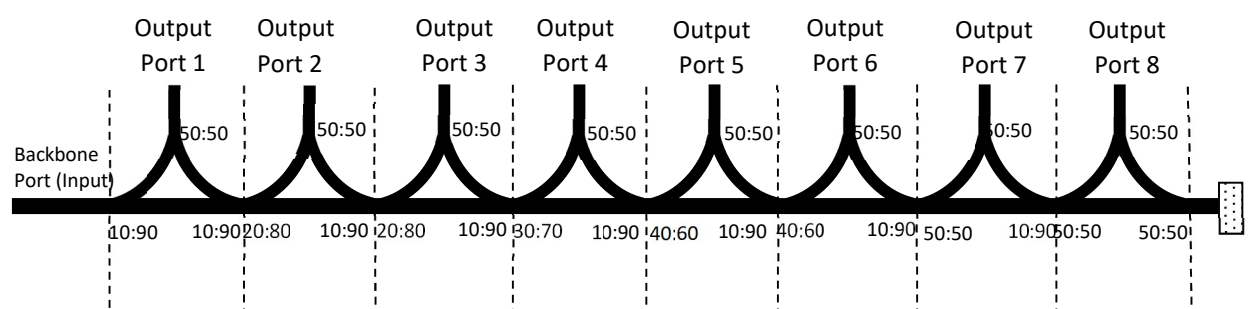 Output Port 1
Output Port 2
Output Port 3
Output Port 4
Output Port 5
Output Port 6
Output Port 7
Output Port 8
50:50
50:50
50:50
50:50
50:50
50:50
50:50
50:50
Backbone
Port (Input)
10:90 10:90 20:80 10:90 20:80 10:90 30:70 10:90 40:60 10:90 40:60 10:90 50:50 10:90 50:50 50:50